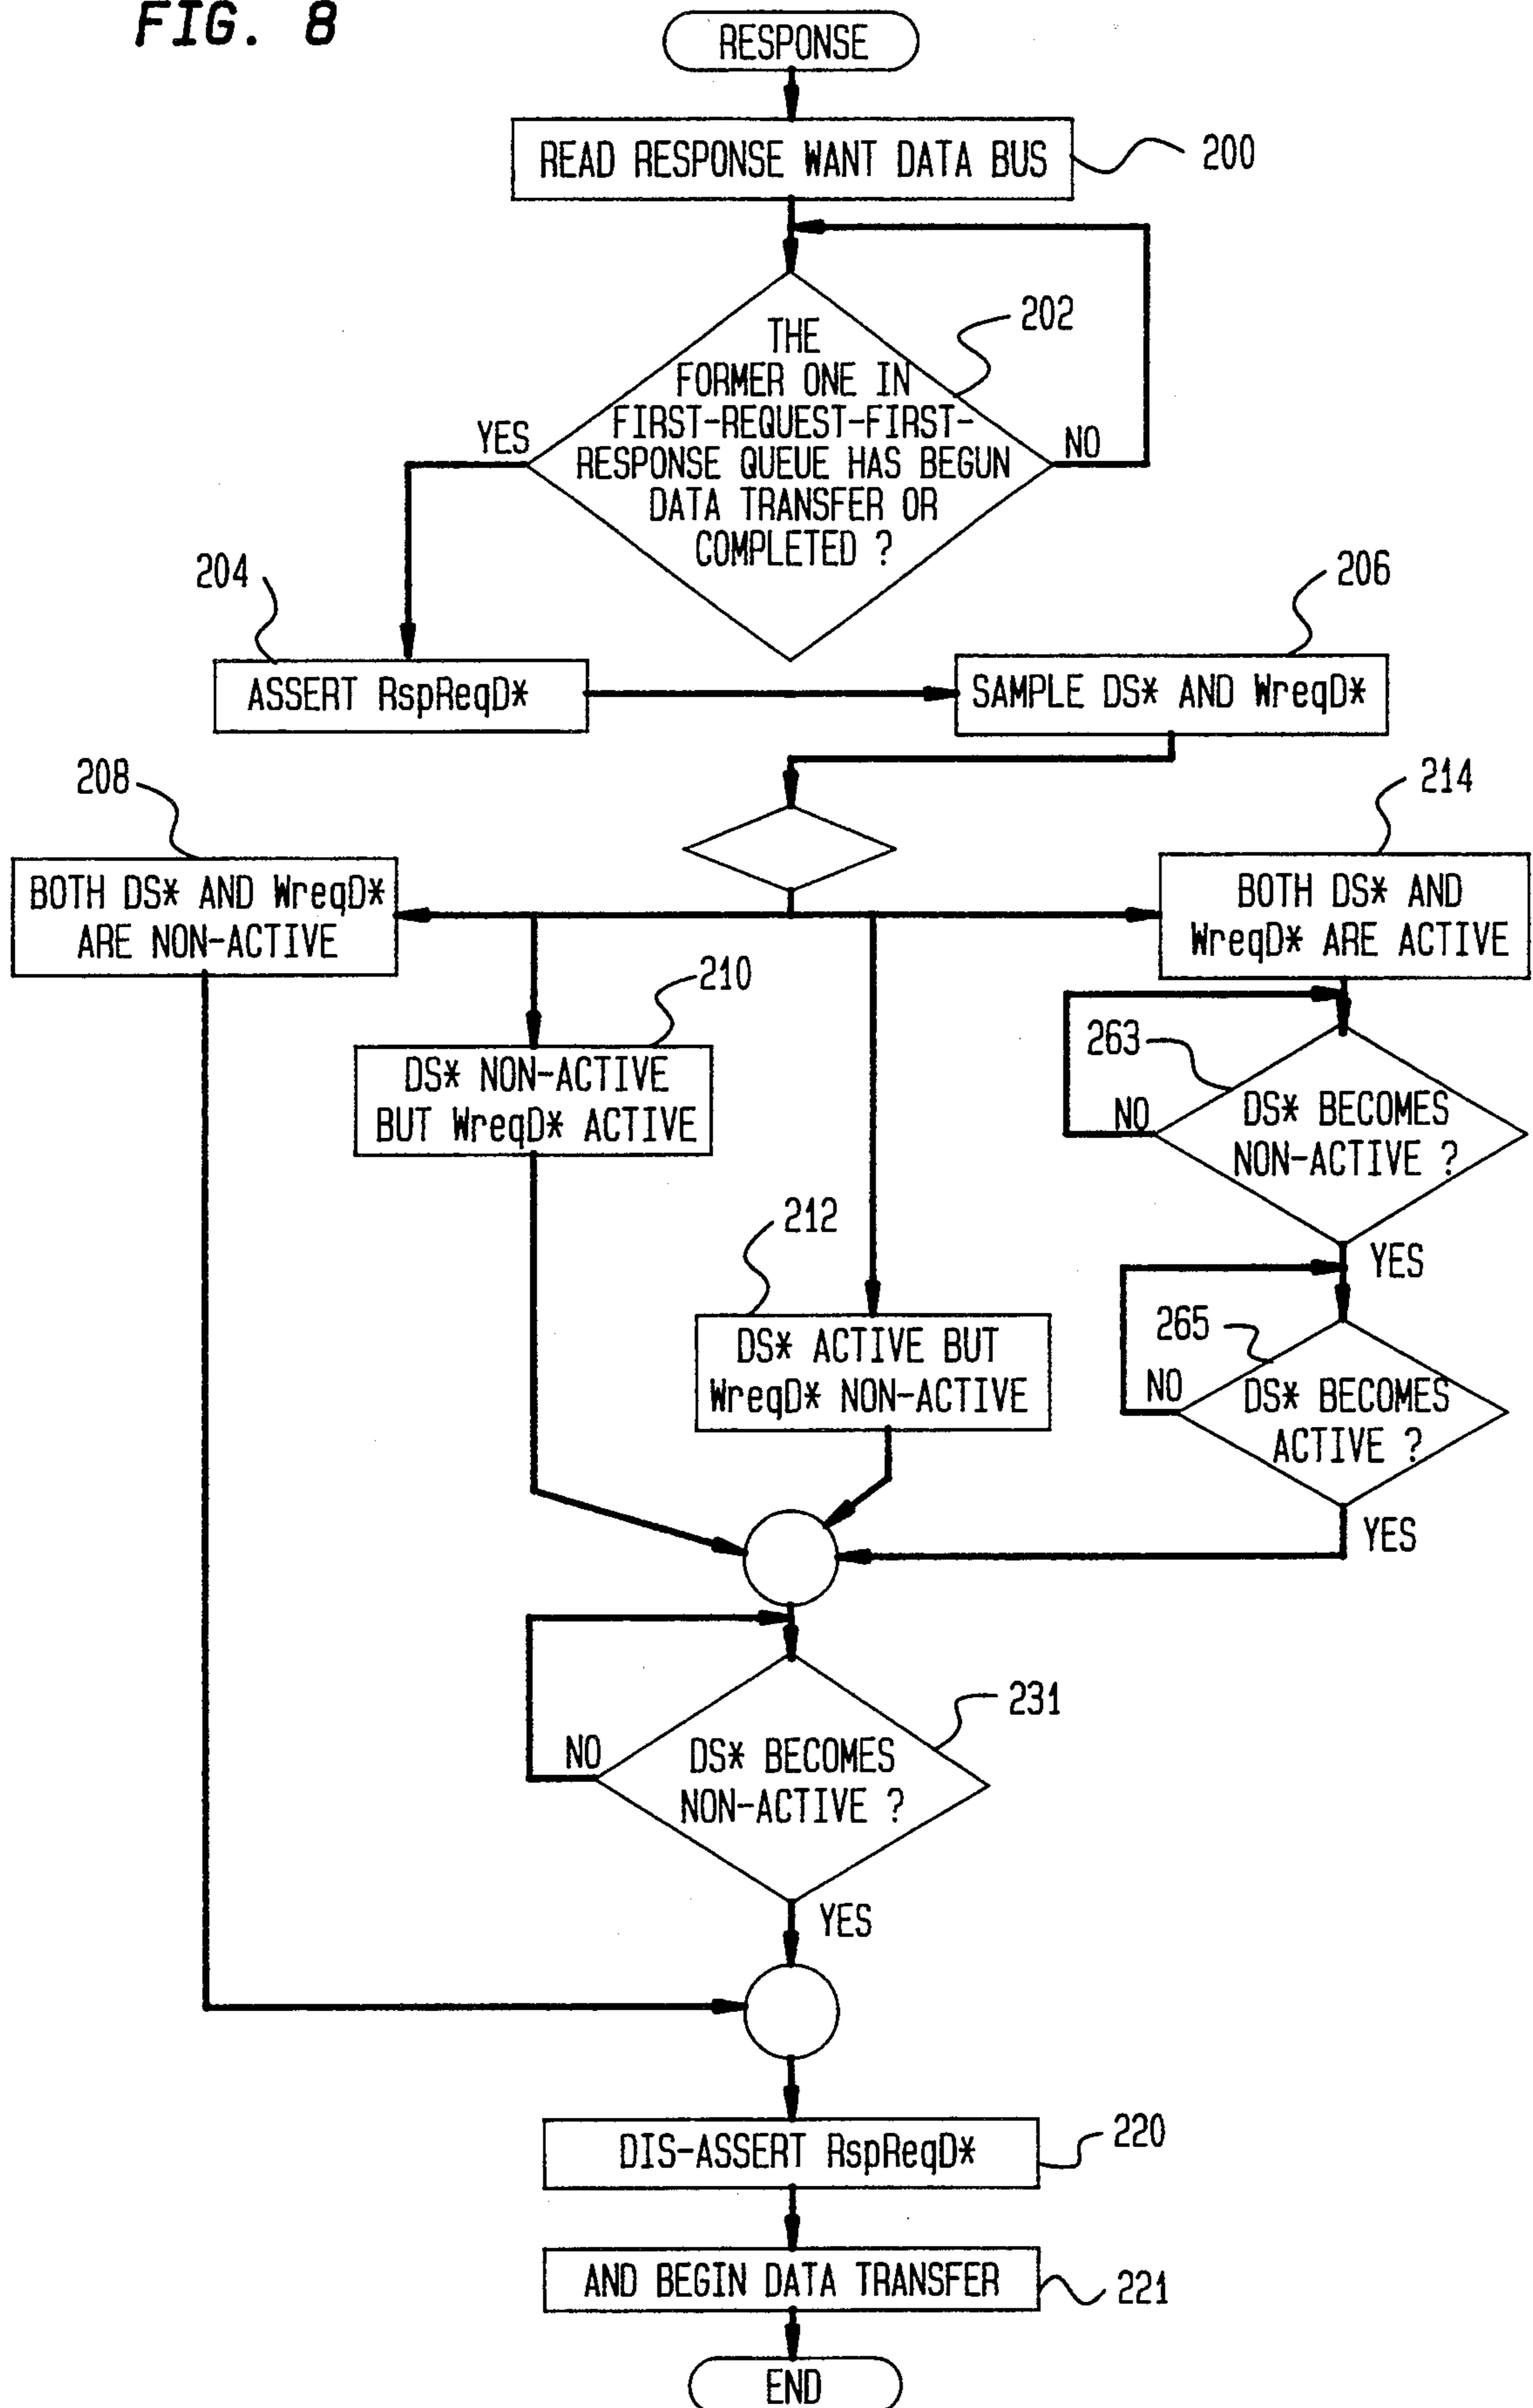 FIG. 8
RESPONSE
READ RESPONSE WANT DATA BUS
200
202
THE
FORMER ONE IN
FIRST-REQUEST-FIRST-
RESPONSE QUEUE HAS BEGUN
DATA TRANSFER OR
COMPLETED ?
YES
NO
204
ASSERT RspReqD*
206
SAMPLE DS* AND WreqD*
208
BOTH DS* AND WreqD*
ARE NON-ACTIVE
214
BOTH DS* AND
WreqD* ARE ACTIVE
210
DS* NON-ACTIVE
BUT WreqD* ACTIVE
263
NO
DS* BECOMES
NON-ACTIVE ?
YES
212
DS* ACTIVE BUT
WreqD* NON-ACTIVE
265
NO
DS* BECOMES
ACTIVE ?
YES
231
NO
DS* BECOMES
NON-ACTIVE ?
YES
DIS-ASSERT RspReqD*
220
AND BEGIN DATA TRANSFER
221
END